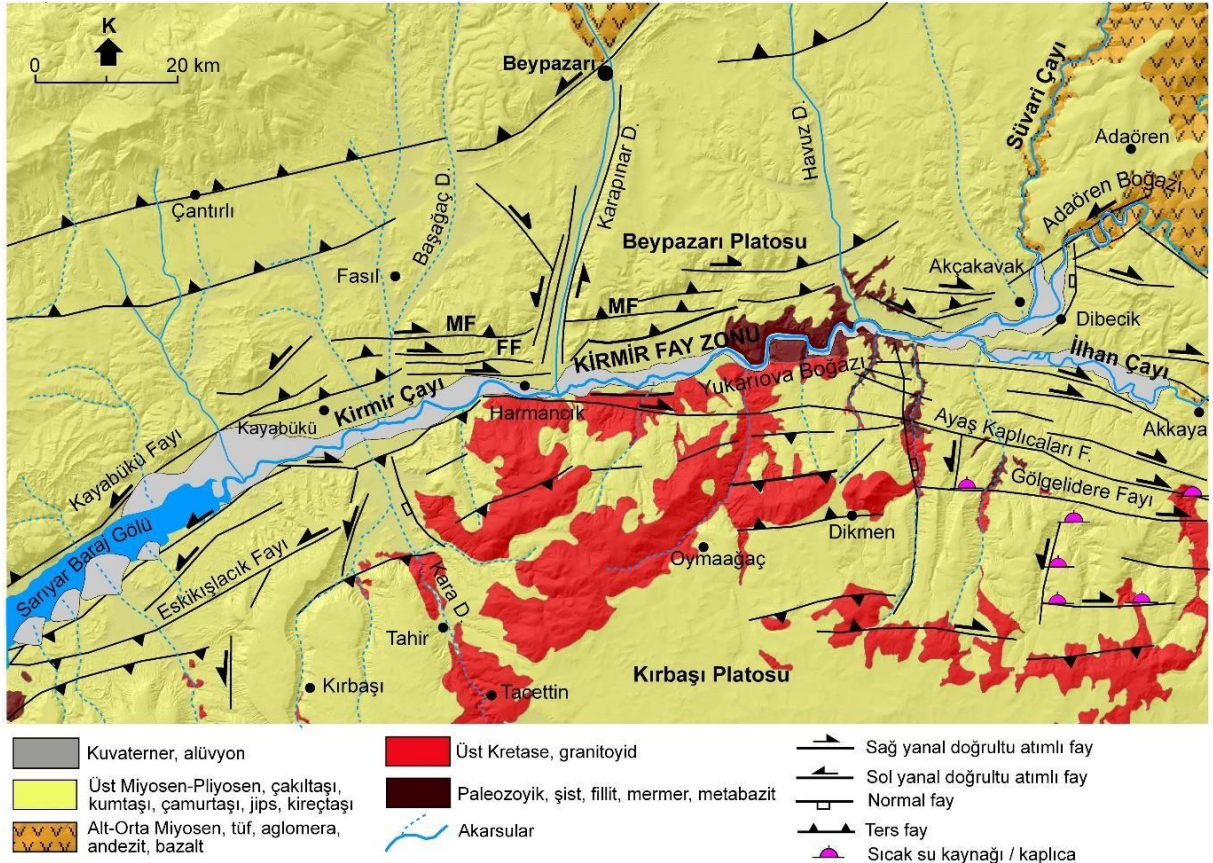 K
0 20 km
Beypazarı
Süvari Çayı
Adaören
Adaören Boğazı
Havuz D.
Karapınar D.
Çantırlı
Başağaç D.
Fasıl
Beypazarı Platosu
Akçakavak
MF
MF
FF
KİRMİR FAY ZONU
Dibecik
İlhan Çayı
Yukarıova Boğazı
Kirmir Çayı
Harmancık
Kayabükü
Akkaya
Ayaş Kaplıcaları F.
Kayabükü Fayı
Gölgelidere Fayı
Sarıyar Baraj Gölü
Dikmen
Oymaağaç
Eskikışlacık Fayı
Kara D.
Tahir
Kırbaşı
Tacettin
Kırbaşı Platosu
Kuvaterner, alüvyon
Üst Miyosen-Pliyosen, çakıltaşı,
kumtaşı, çamurtaşı, jips, kireçtaşı
Alt-Orta Miyosen, tüf, aglomera,
andezit, bazalt
Üst Kretase, granitoyid
Paleozoyik, şist, fillit, mermer, metabazit
Akarsular
Sağ yanal doğrultu atımlı fay
Sol yanal doğrultu atımlı fay
Normal fay
Ters fay
Sıcak su kaynağı / kaplıca